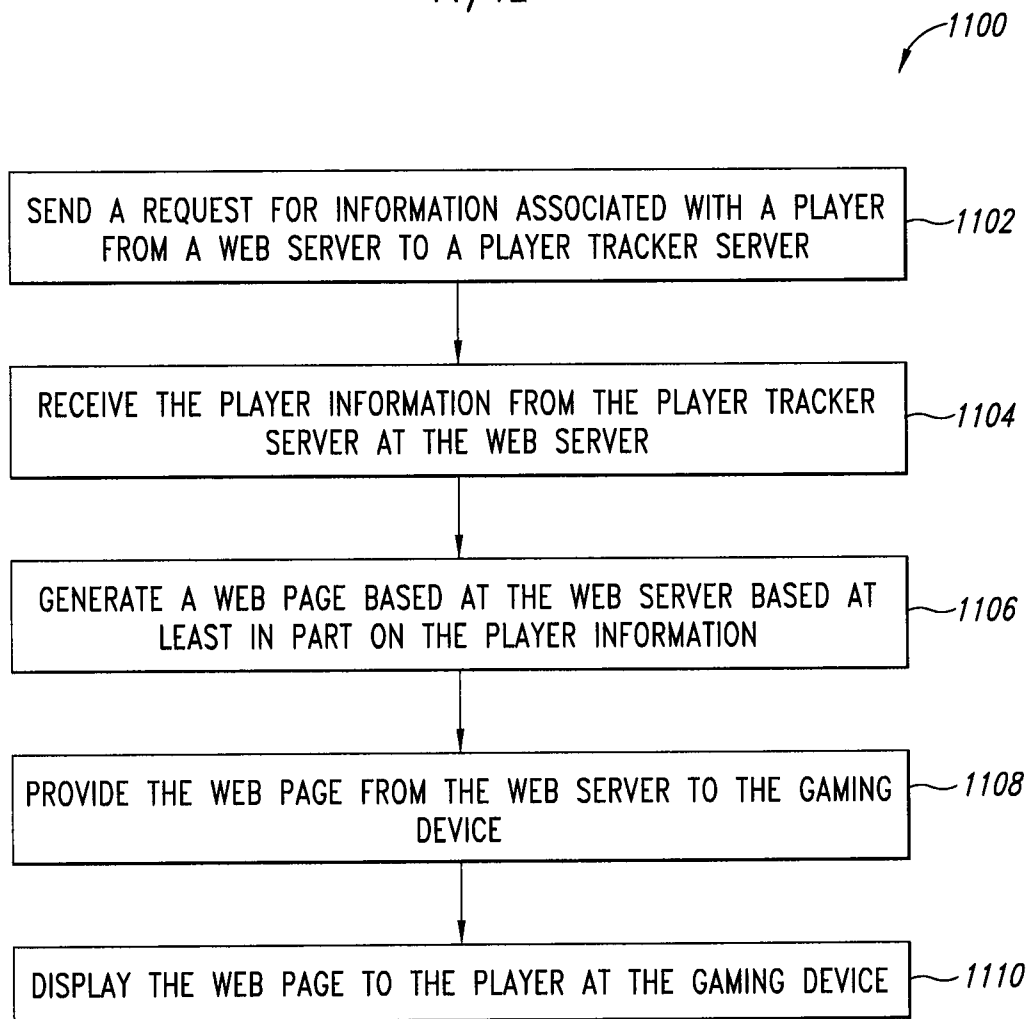 1100
SEND A REQUEST FOR INFORMATION ASSOCIATED WITH A PLAYER
FROM A WEB SERVER TO A PLAYER TRACKER SERVER
1102
RECEIVE THE PLAYER INFORMATION FROM THE PLAYER TRACKER
SERVER AT THE WEB SERVER
1104
GENERATE A WEB PAGE BASED AT THE WEB SERVER BASED AT
LEAST IN PART ON THE PLAYER INFORMATION
1106
PROVIDE THE WEB PAGE FROM THE WEB SERVER TO THE GAMING
DEVICE
1108
DISPLAY THE WEB PAGE TO THE PLAYER AT THE GAMING DEVICE
1110